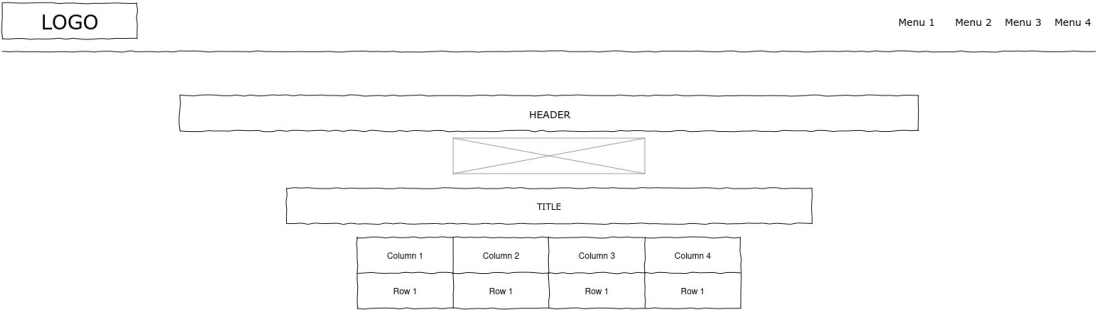 LOGO
Menu 1 Menu 2 Menu 3 Menu 4
HEADER
TITLE
Column 1 Column 2 Column 3 Column 4
Row 1 Row 1 Row 1 Row 1